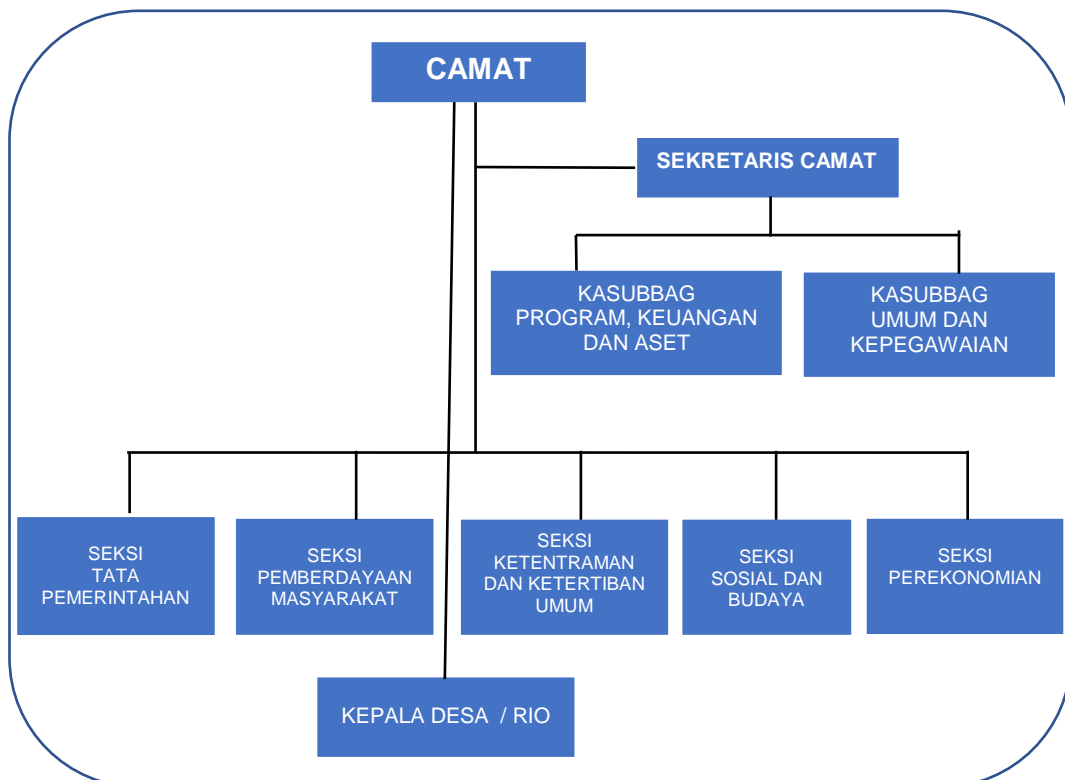 CAMAT
SEKRETARIS CAMAT
KASUBBAG
PROGRAM, KEUANGAN
DAN ASET
KASUBBAG
UMUM DAN
KEPEGAWAIAN
SEKSI
TATA
PEMERINTAHAN
SEKSI
PEMBERDAYAAN
MASYARAKAT
SEKSI
KETENTRAMAN
DAN KETERTIBAN
UMUM
SEKSI
SOSIAL DAN
BUDAYA
SEKSI
PEREKONOMIAN
KEPALA DESA / RIO